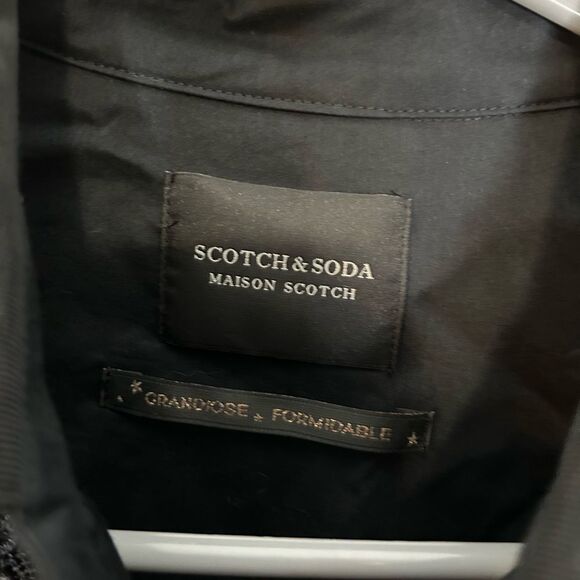 SCOTCH & SODA
MAISON SCOTCH
GRANDIOSE ★ FORMIDABLE ★